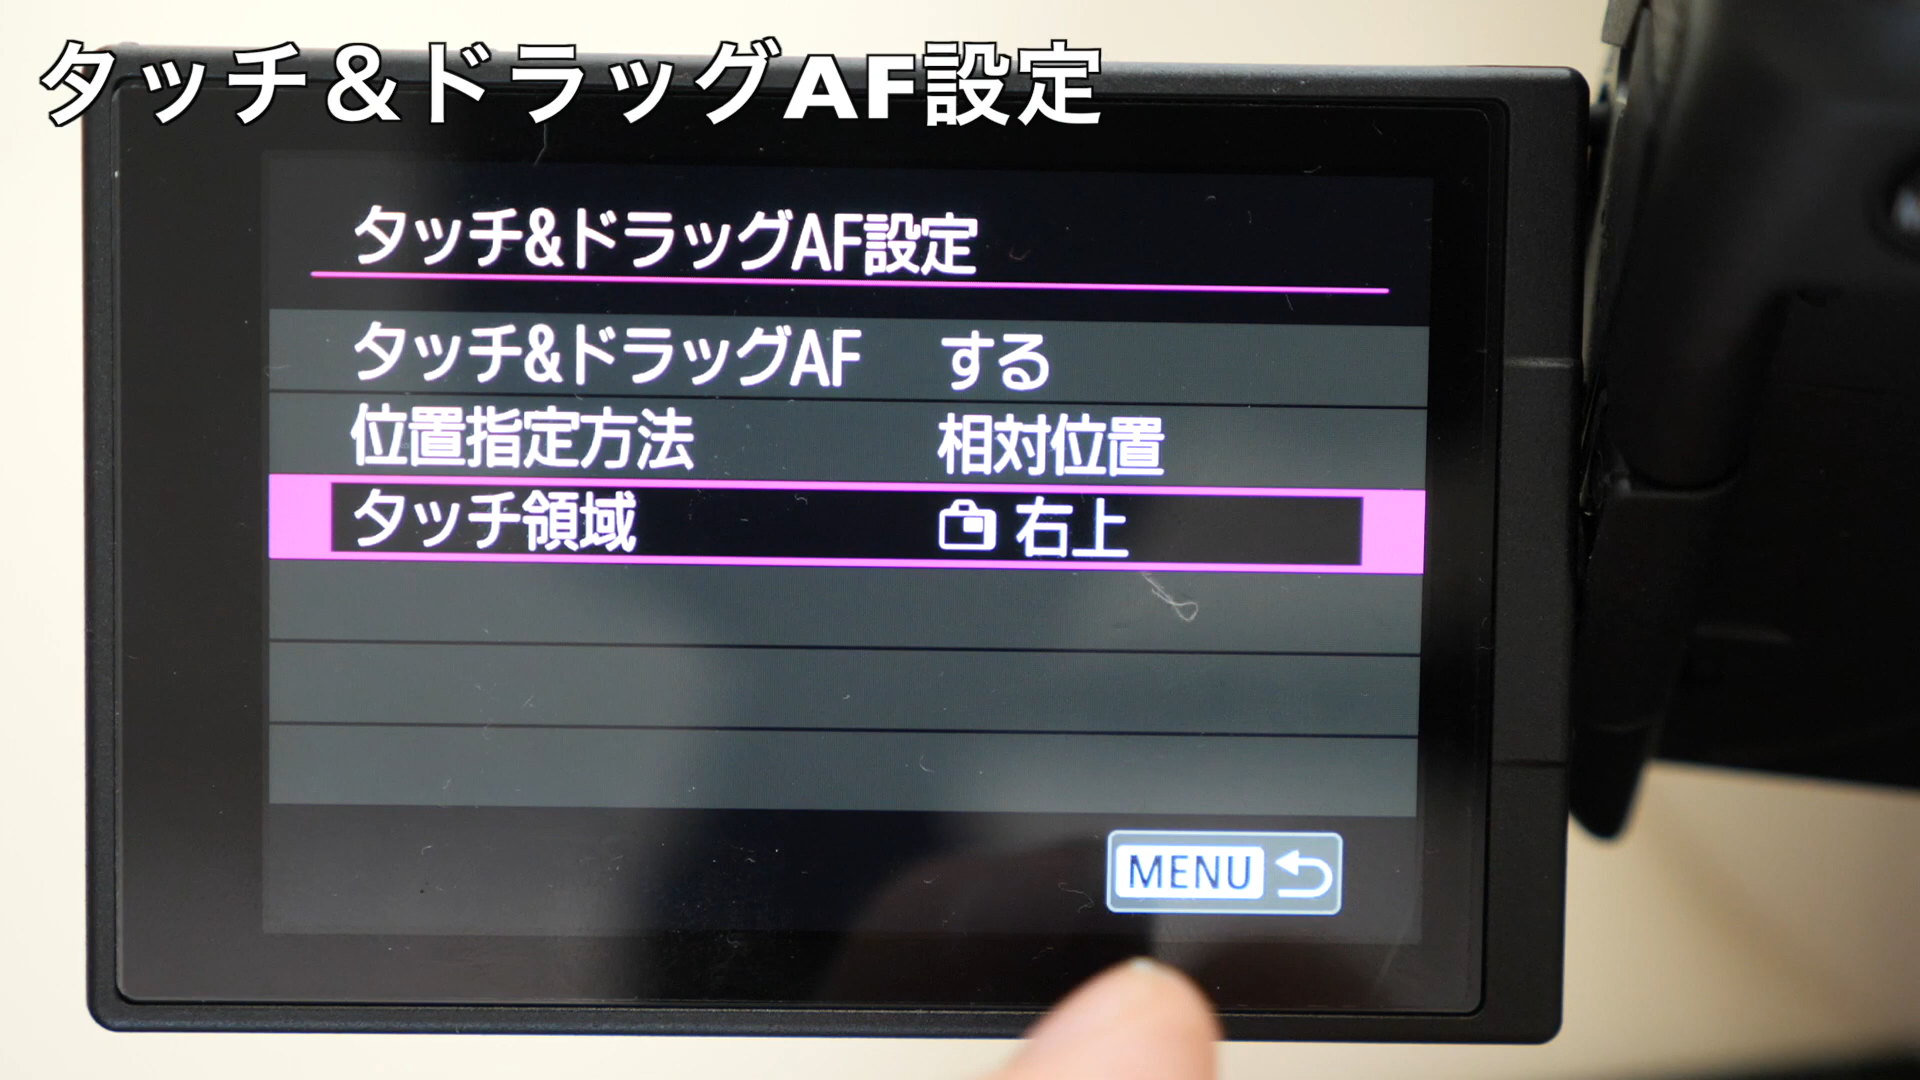 タッチ＆ドラッグAF設定
タッチ&ドラッグAF設定
タッチ&ドラッグAF する
位置指定方法 相対位置
タッチ領域 右上
MENU